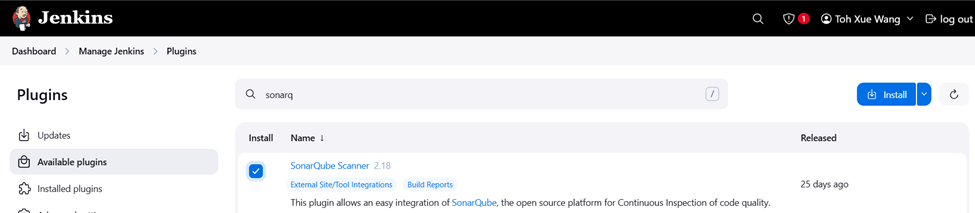 Jenkins
1 Toh Xue Wang log out
Dashboard Manage Jenkins Plugins
Plugins
sonarq /
Install
Updates
Available plugins
Installed plugins
Install Name ↓ Released
SonarQube Scanner 2.18
External Site/Tool Integrations Build Reports
25 days ago
This plugin allows an easy integration of SonarQube, the open source platform for Continuous Inspection of code quality.